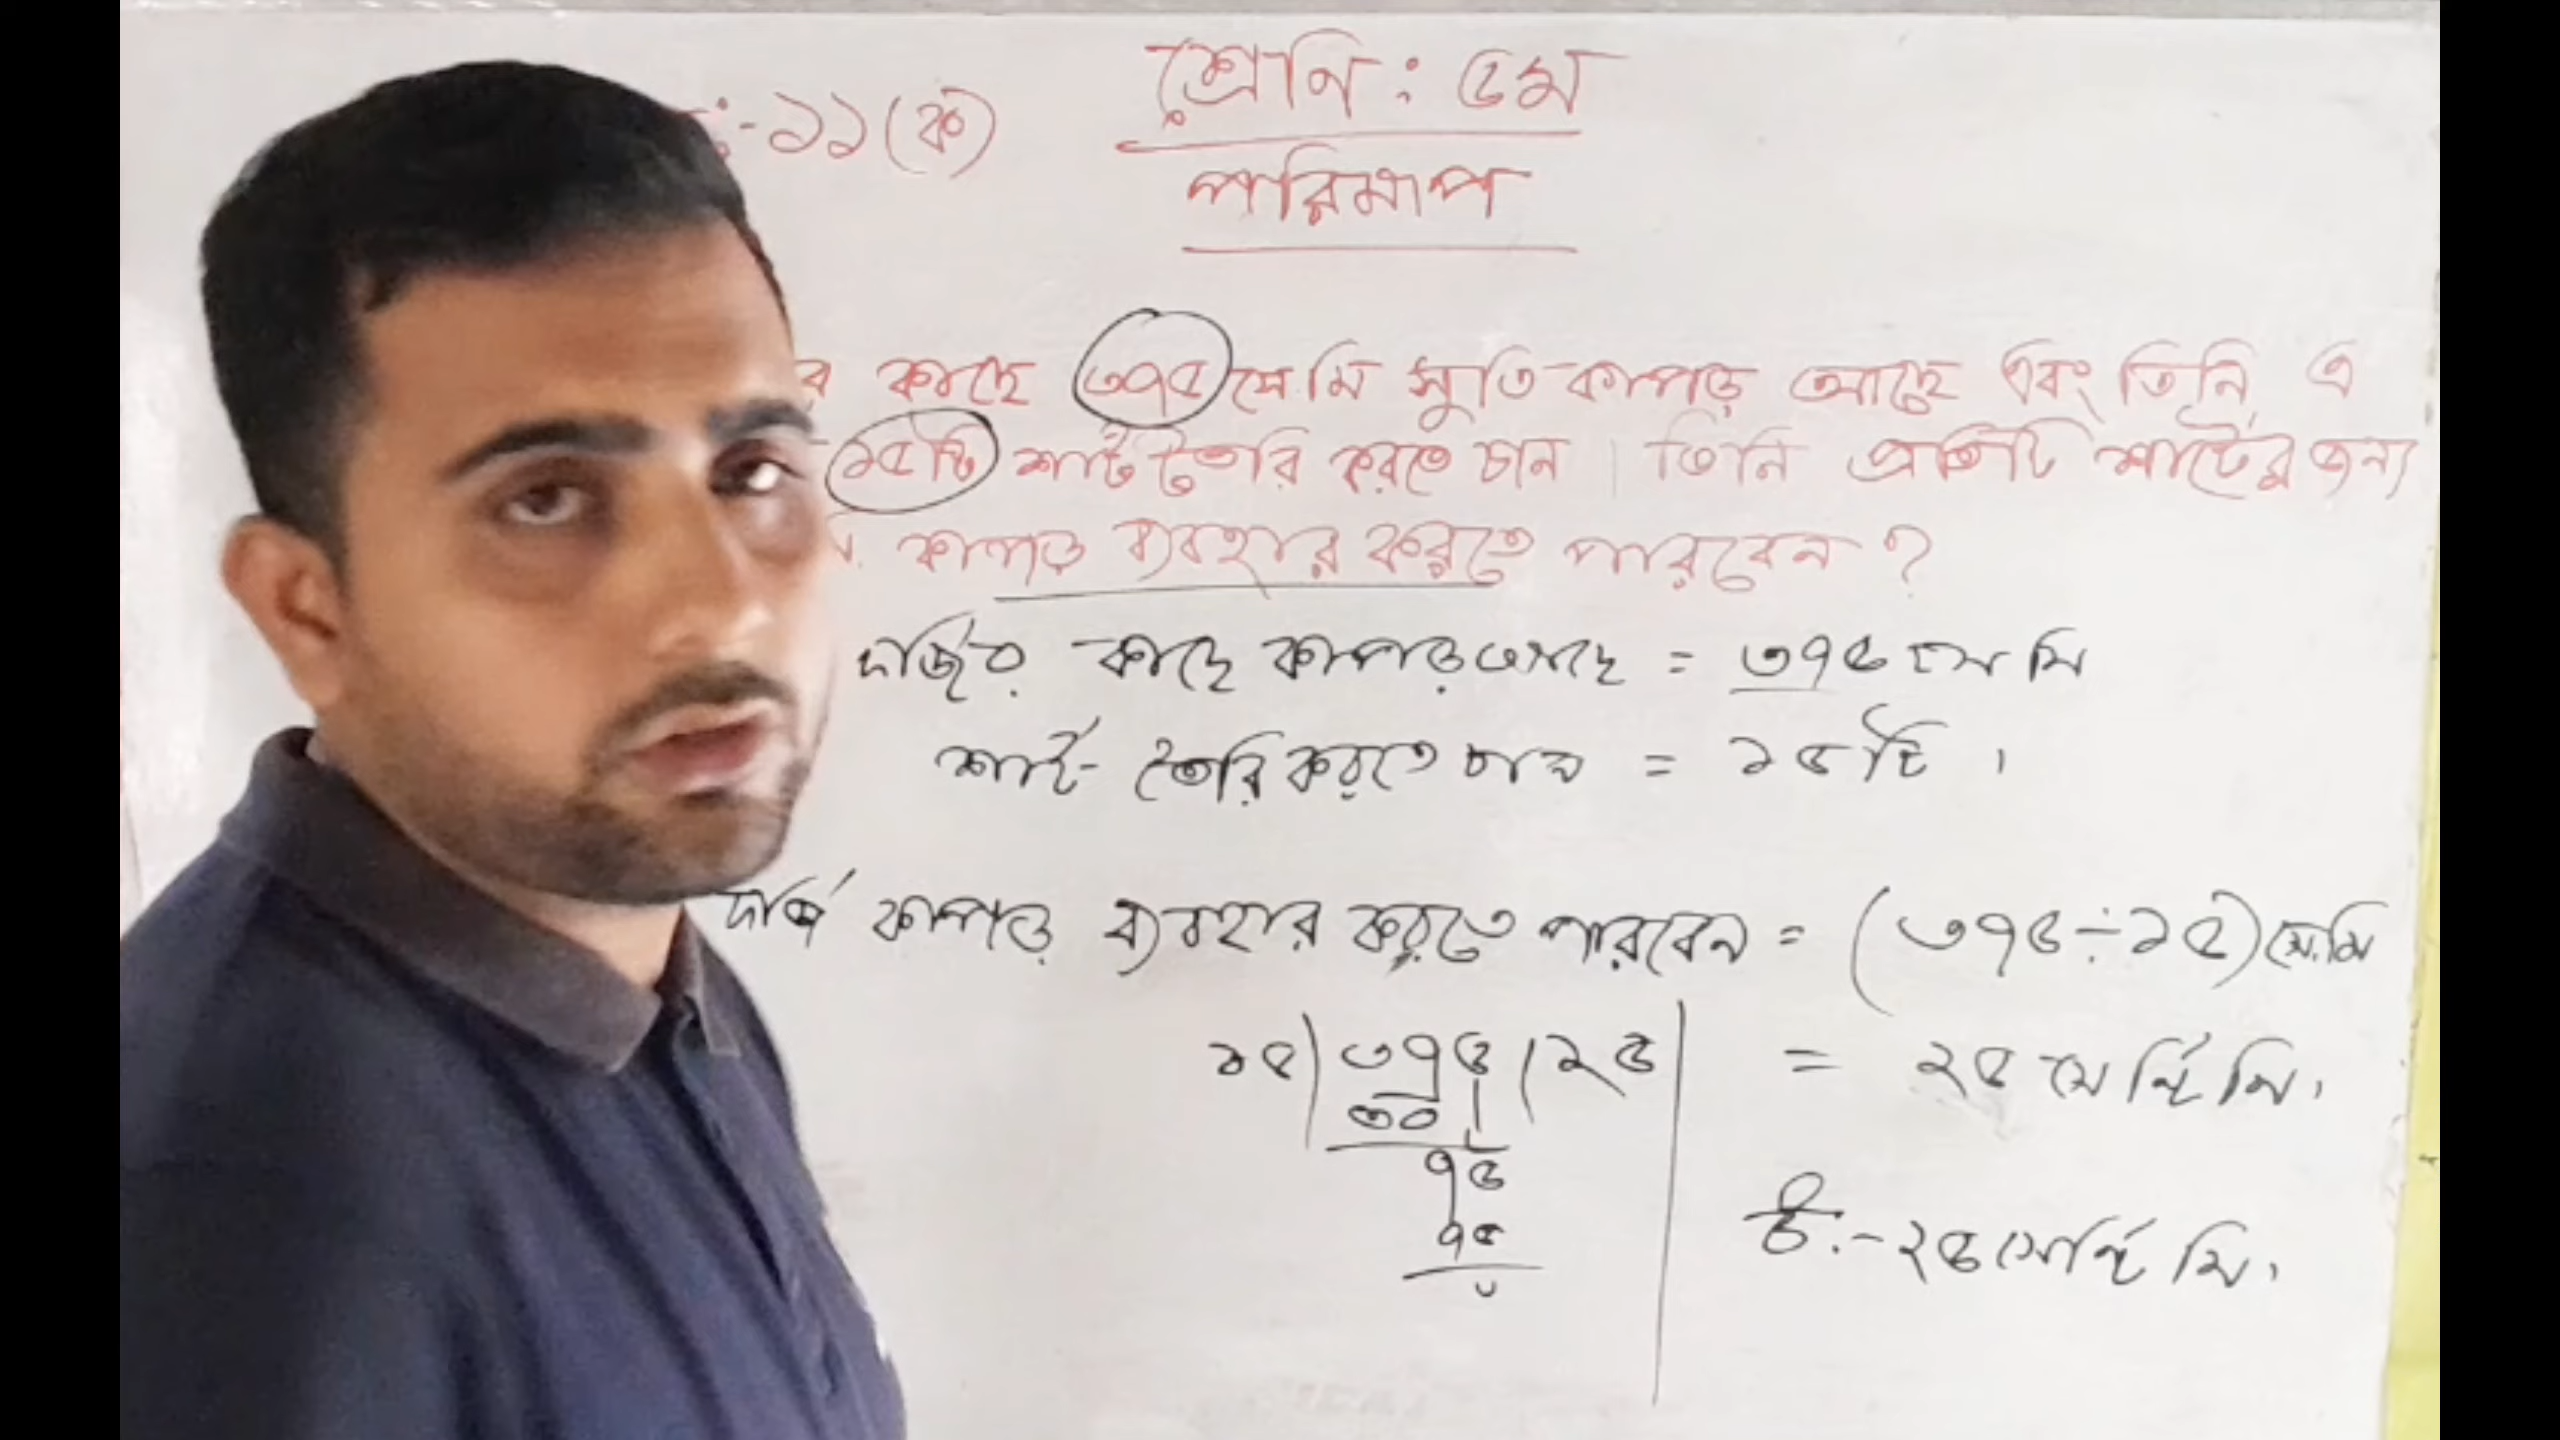 :-১১(ক)
শ্রেণি : ৫ম
পরিমাপ
র কাছে ৩৭৫ সে.মি সুতি কাপড় আছে এবং তিনি এ
১৫টি শার্ট তৈরি করতে চান। তিনি প্রতিটি শার্টের জন্য
কাপড় ব্যবহার করতে পারবেন ?
দর্জির কাছে কাপড় আছে = ৩৭৫ সে মি
শার্ট তৈরি করতে চায় = ১৫টি ।
দর্জি কাপড় ব্যবহার করতে পারবেন = (৩৭৫÷১৫) সে.মি
১৫) ৩৭৫ (২৫
৩০
৭৫
৭৫
০
= ২৫ সেন্টি মি.
উ:- ২৫ সেন্টি মি.